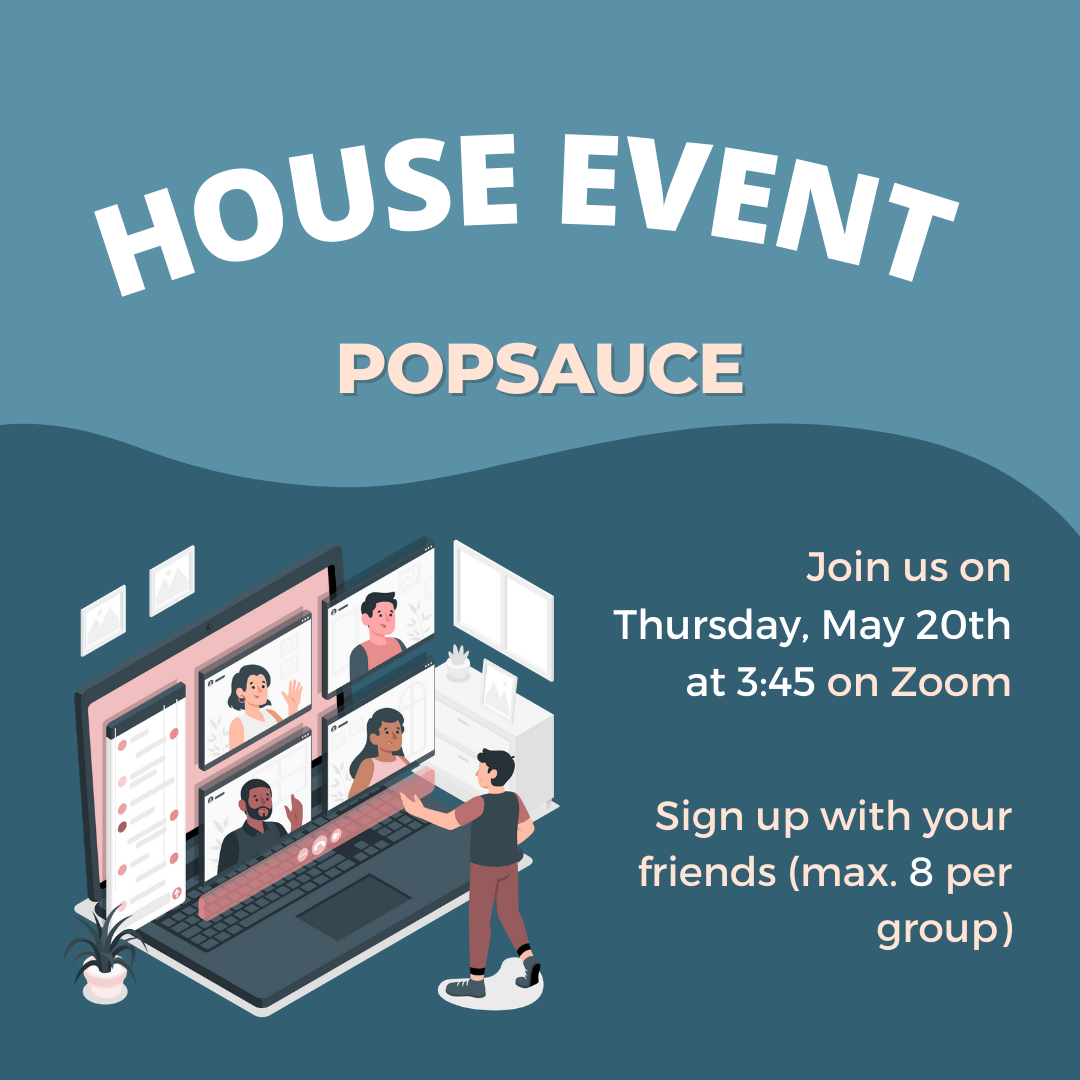 HOUSE EVENT
POPSAUCE
Join us on
Thursday, May 20th
at 3:45 on Zoom
Sign up with your
friends (max. 8 per
group)